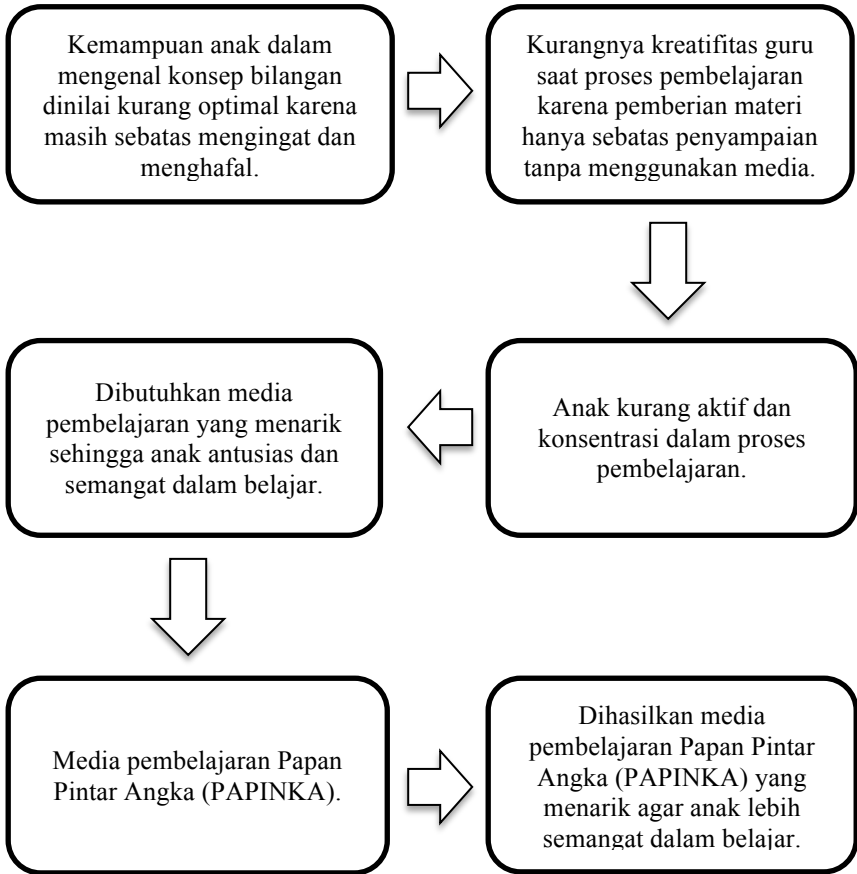 Kemampuan anak dalam
mengenal konsep bilangan
dinilai kurang optimal karena
masih sebatas mengingat dan
menghafal.
Kurangnya kreatifitas guru
saat proses pembelajaran
karena pemberian materi
hanya sebatas penyampaian
tanpa menggunakan media.
Anak kurang aktif dan
konsentrasi dalam proses
pembelajaran.
Dibutuhkan media
pembelajaran yang menarik
sehingga anak antusias dan
semangat dalam belajar.
Media pembelajaran Papan
Pintar Angka (PAPINKA).
Dihasilkan media
pembelajaran Papan Pintar
Angka (PAPINKA) yang
menarik agar anak lebih
semangat dalam belajar.